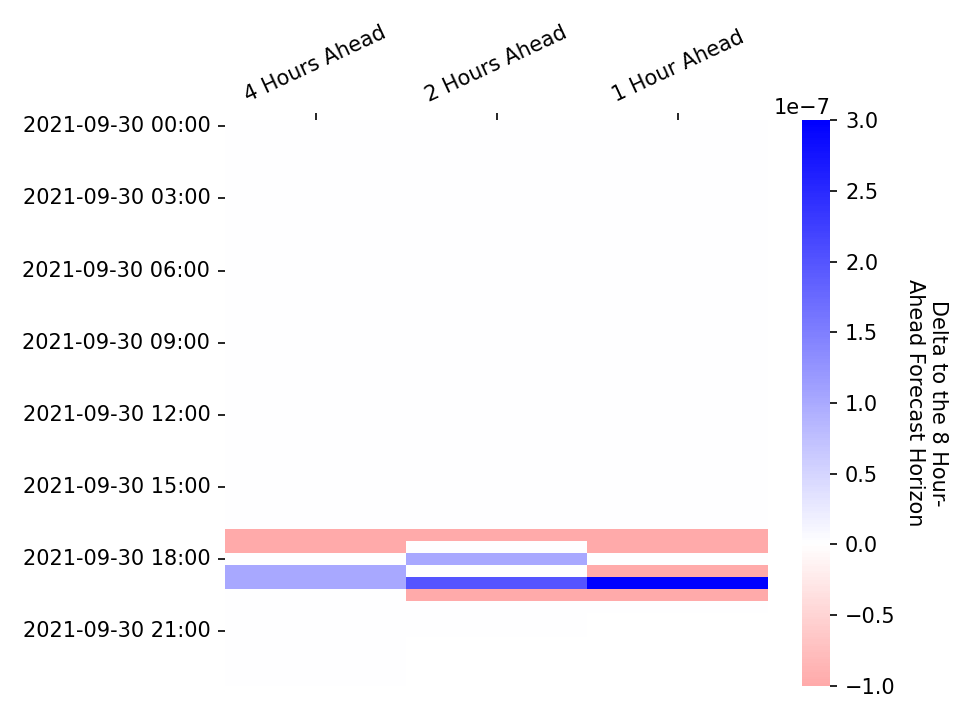 4 Hours Ahead
2 Hours Ahead
1 Hour Ahead
1e−7
2021-09-30 00:00
2021-09-30 03:00
2021-09-30 06:00
2021-09-30 09:00
2021-09-30 12:00
2021-09-30 15:00
2021-09-30 18:00
2021-09-30 21:00
3.0
2.5
2.0
1.5
1.0
0.5
0.0
−0.5
−1.0
Delta to the 8 Hour-
Ahead Forecast Horizon